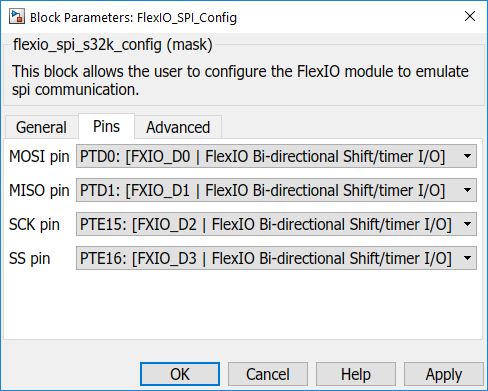 Block Parameters: FlexIO_SPI_Config
flexio_spi_s32k_config (mask)
This block allows the user to configure the FlexIO module to emulate
spi communication.
General Pins Advanced
MOSI pin PTD0: [FXIO_D0 | FlexIO Bi-directional Shift/timer I/O]
MISO pin PTD1: [FXIO_D1 | FlexIO Bi-directional Shift/timer I/O]
SCK pin PTE15: [FXIO_D2 | FlexIO Bi-directional Shift/timer I/O]
SS pin PTE16: [FXIO_D3 | FlexIO Bi-directional Shift/timer I/O]
OK Cancel Help Apply